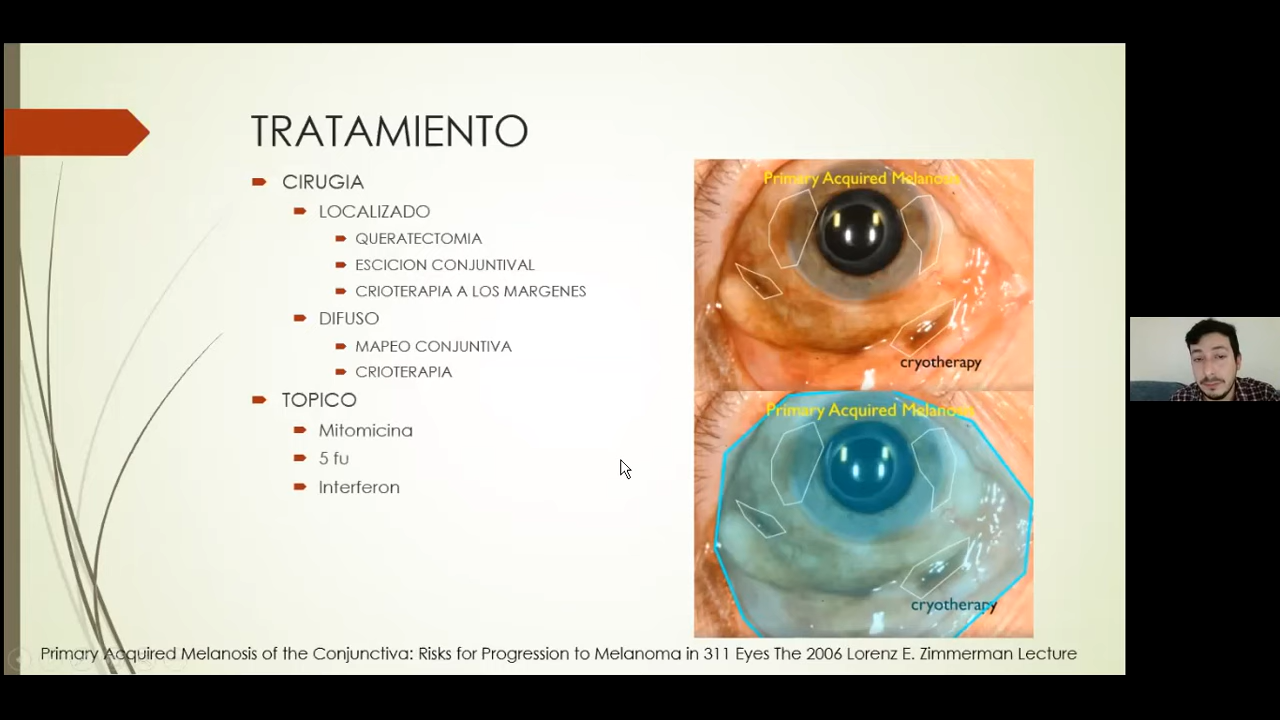 TRATAMIENTO
CIRUGIA
LOCALIZADO
QUERATECTOMIA
ESCICION CONJUNTIVAL
CRIOTERAPIA A LOS MARGENES
DIFUSO
MAPEO CONJUNTIVA
CRIOTERAPIA
TOPICO
Mitomicina
5 fu
Interferon
Primary Acquired Melanosis
cryotherapy
Primary Acquired Melanosis
cryotherapy
Primary Acquired Melanosis of the Conjunctiva: Risks for Progression to Melanoma in 311 Eyes The 2006 Lorenz E. Zimmerman Lecture